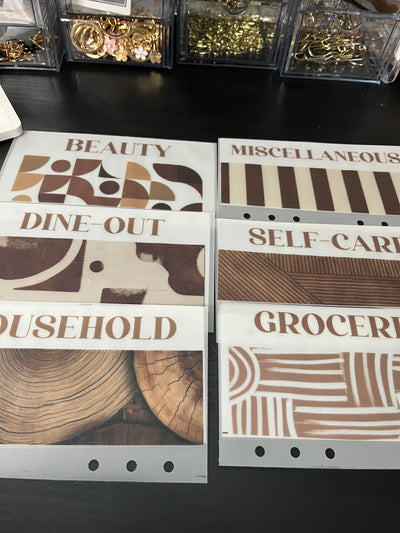 BEAUTY
MISCELLANEOUS
DINE-OUT
SELF-CAR
OUSEHOLD
GROCERI